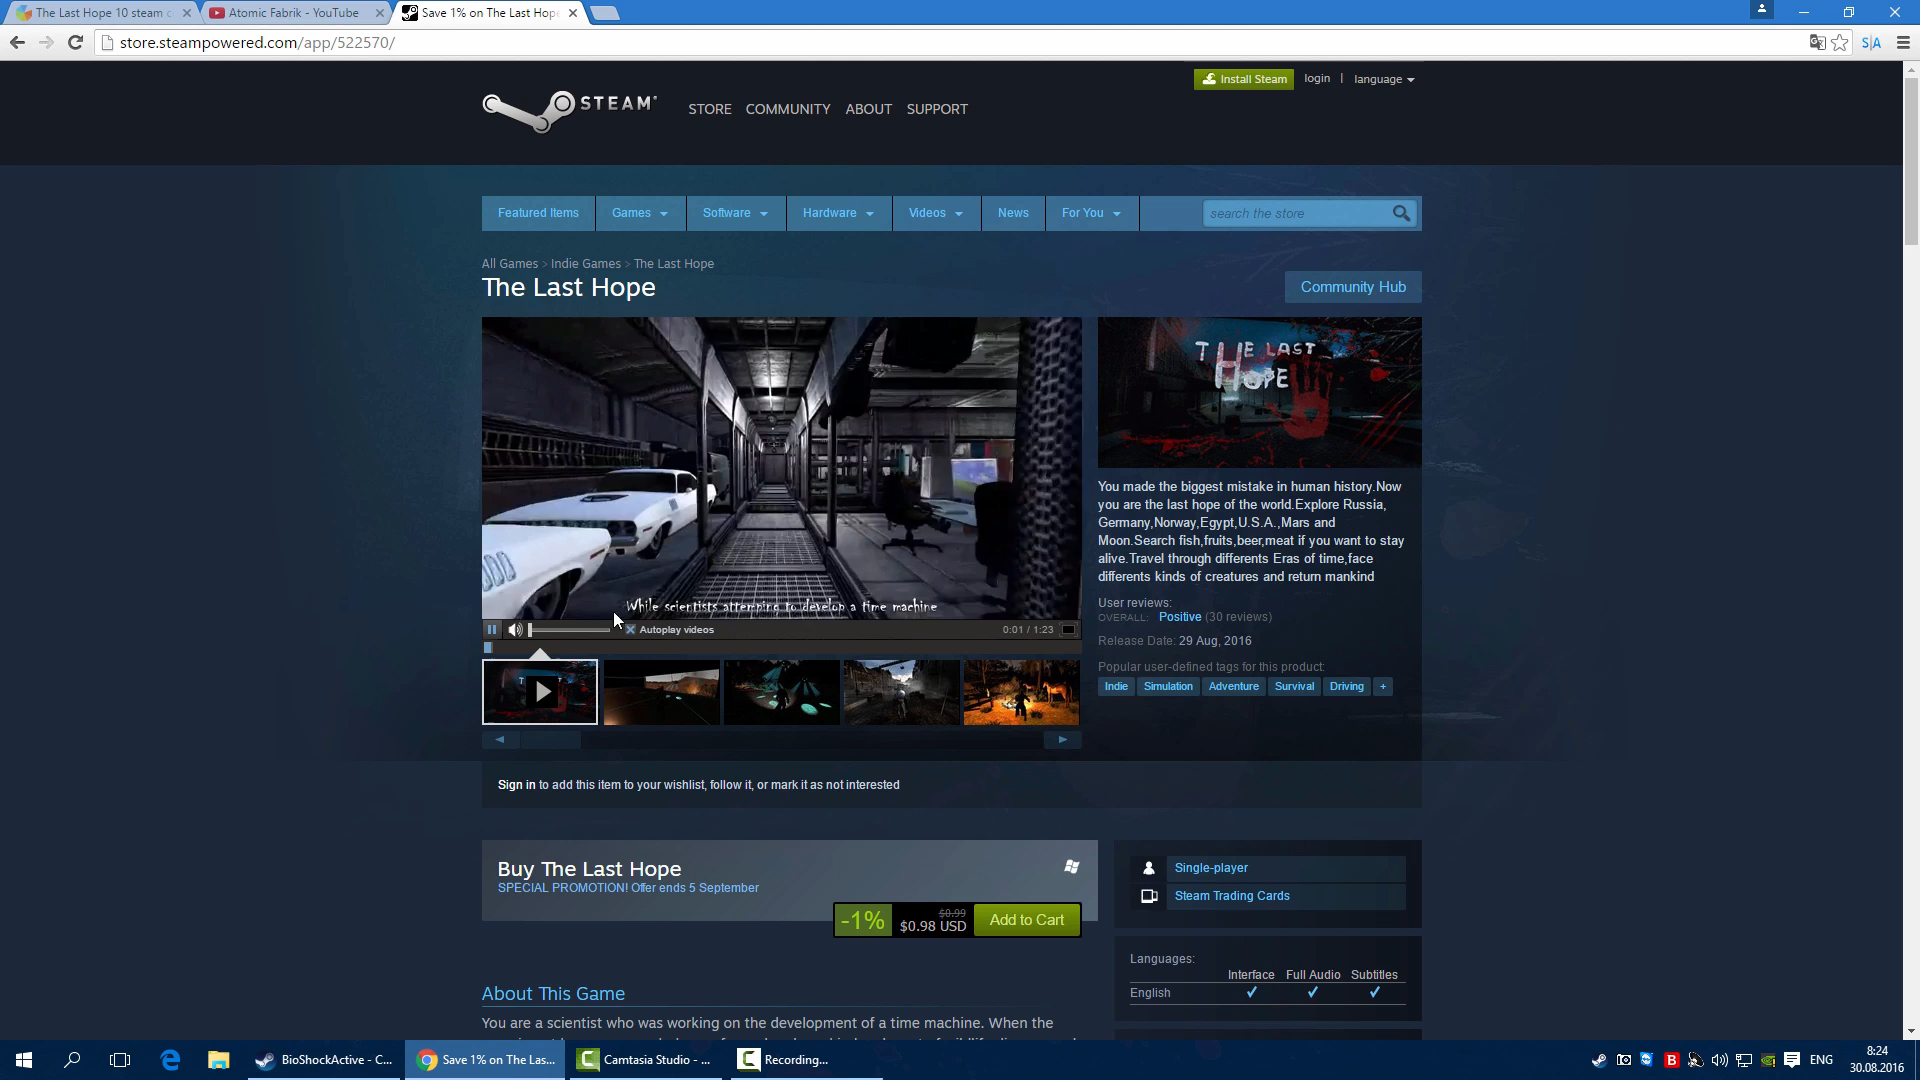 The Last Hope 10 steam c
Atomic Fabrik - YouTube
Save 1% on The Last Hope
store.steampowered.com/app/522570/
S|A
Install Steam
login
|
language
STEAM
STORE
COMMUNITY
ABOUT
SUPPORT
Featured Items
Games
Software
Hardware
Videos
News
For You
search the store
All Games > Indie Games > The Last Hope
The Last Hope
Community Hub
THE LAST
HOPE
While scientists attemping to develop a time machine
Autoplay videos
0:01 / 1:23
You made the biggest mistake in human history.Now
you are the last hope of the world.Explore Russia,
Germany,Norway,Egypt,U.S.A.,Mars and
Moon.Search fish,fruits,beer,meat if you want to stay
alive.Travel through differents Eras of time,face
differents kinds of creatures and return mankind
User reviews:
OVERALL: Positive (30 reviews)
Release Date: 29 Aug, 2016
Popular user-defined tags for this product:
Indie
Simulation
Adventure
Survival
Driving
+
Sign in to add this item to your wishlist, follow it, or mark it as not interested
Buy The Last Hope
SPECIAL PROMOTION! Offer ends 5 September
-1%
$0.99
$0.98 USD
Add to Cart
Single-player
Steam Trading Cards
Languages:
Interface
Full Audio
Subtitles
English
About This Game
You are a scientist who was working on the development of a time machine. When the
BioShockActive - C...
Save 1% on The Las...
Camtasia Studio - ...
Recording...
B
ENG
8:24
30.08.2016